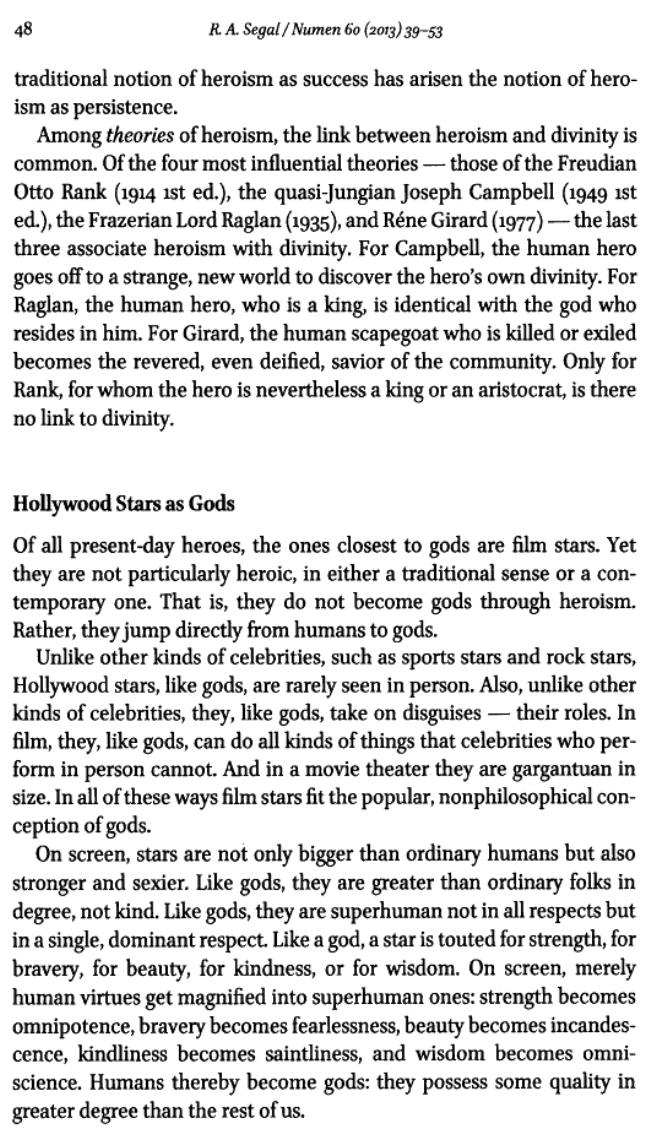 48
R. A. Segal / Numen 60 (2013) 39–53
traditional notion of heroism as success has arisen the notion of hero-
ism as persistence.
Among theories of heroism, the link between heroism and divinity is
common. Of the four most influential theories — those of the Freudian
Otto Rank (1914 1st ed.), the quasi-Jungian Joseph Campbell (1949 1st
ed.), the Frazerian Lord Raglan (1935), and Réne Girard (1977) — the last
three associate heroism with divinity. For Campbell, the human hero
goes off to a strange, new world to discover the hero's own divinity. For
Raglan, the human hero, who is a king, is identical with the god who
resides in him. For Girard, the human scapegoat who is killed or exiled
becomes the revered, even deified, savior of the community. Only for
Rank, for whom the hero is nevertheless a king or an aristocrat, is there
no link to divinity.
Hollywood Stars as Gods
Of all present-day heroes, the ones closest to gods are film stars. Yet
they are not particularly heroic, in either a traditional sense or a con-
temporary one. That is, they do not become gods through heroism.
Rather, they jump directly from humans to gods.
Unlike other kinds of celebrities, such as sports stars and rock stars,
Hollywood stars, like gods, are rarely seen in person. Also, unlike other
kinds of celebrities, they, like gods, take on disguises — their roles. In
film, they, like gods, can do all kinds of things that celebrities who per-
form in person cannot. And in a movie theater they are gargantuan in
size. In all of these ways film stars fit the popular, nonphilosophical con-
ception of gods.
On screen, stars are not only bigger than ordinary humans but also
stronger and sexier. Like gods, they are greater than ordinary folks in
degree, not kind. Like gods, they are superhuman not in all respects but
in a single, dominant respect. Like a god, a star is touted for strength, for
bravery, for beauty, for kindness, or for wisdom. On screen, merely
human virtues get magnified into superhuman ones: strength becomes
omnipotence, bravery becomes fearlessness, beauty becomes incandes-
cence, kindliness becomes saintliness, and wisdom becomes omni-
science. Humans thereby become gods: they possess some quality in
greater degree than the rest of us.